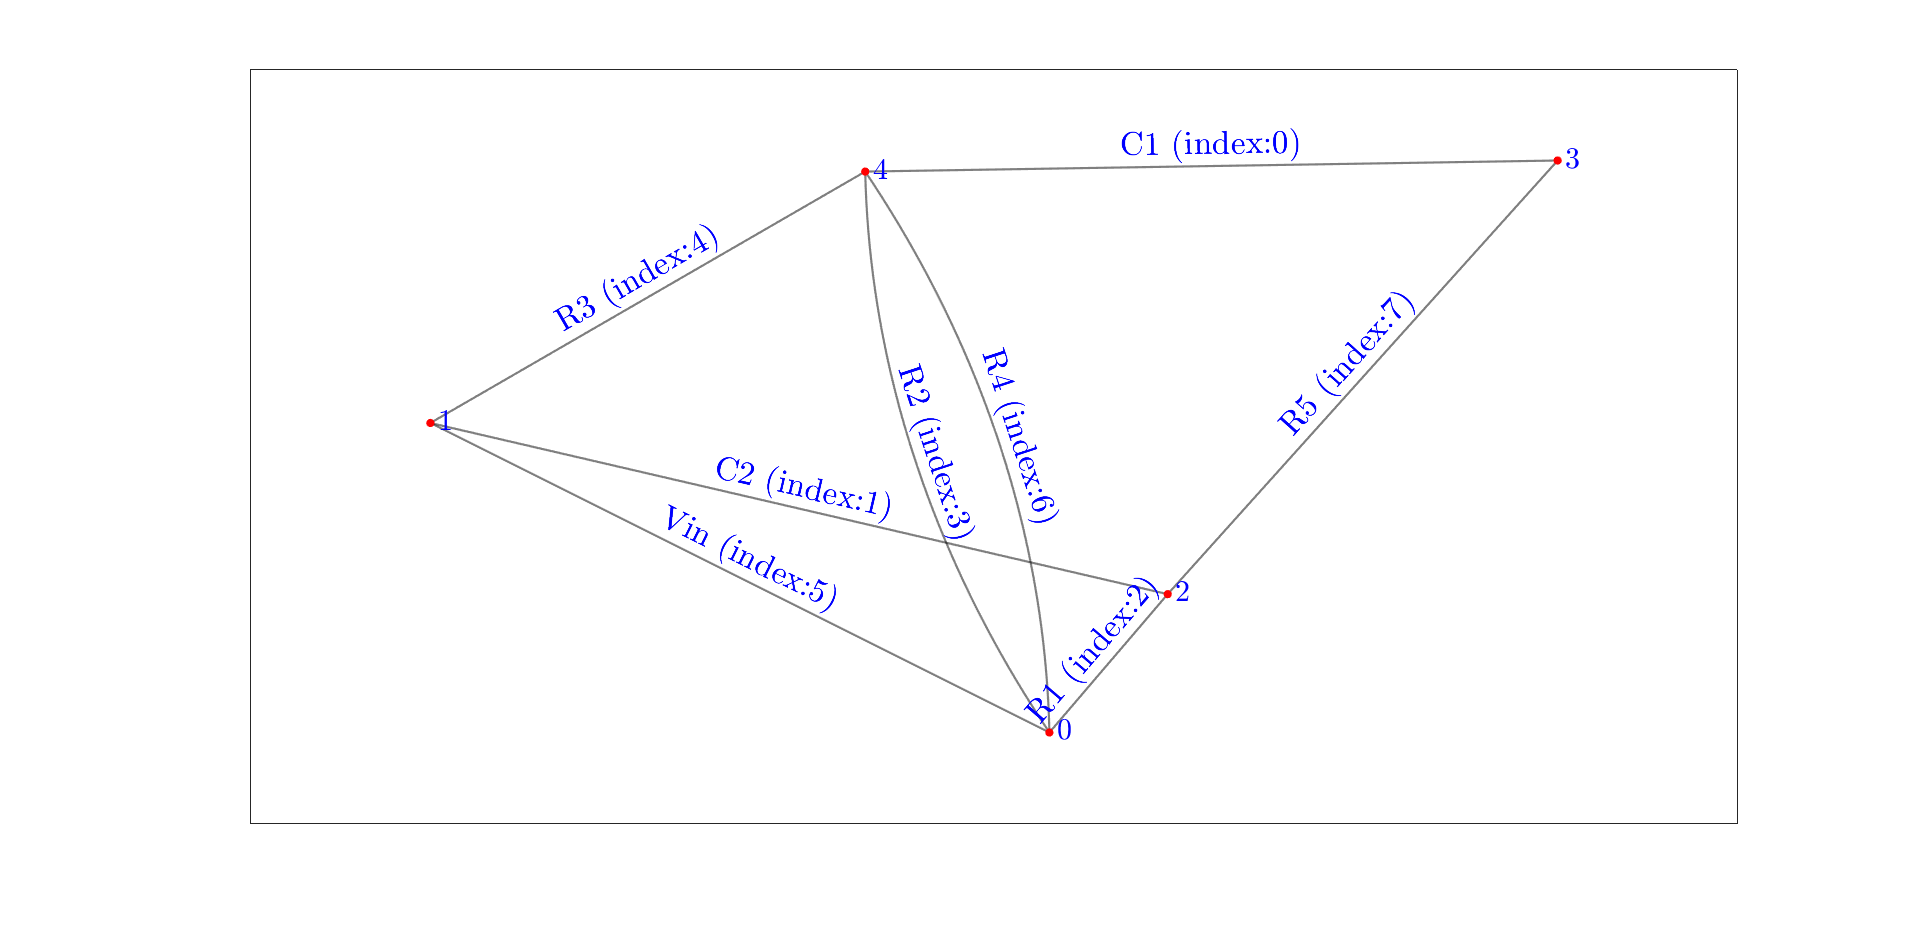 C1 (index:0)
3
4
R3 (index:4)
R5 (index:7)
R4 (index:6)
R2 (index:3)
1
C2 (index:1)
Vin (index:5)
2
R1 (index:2)
0